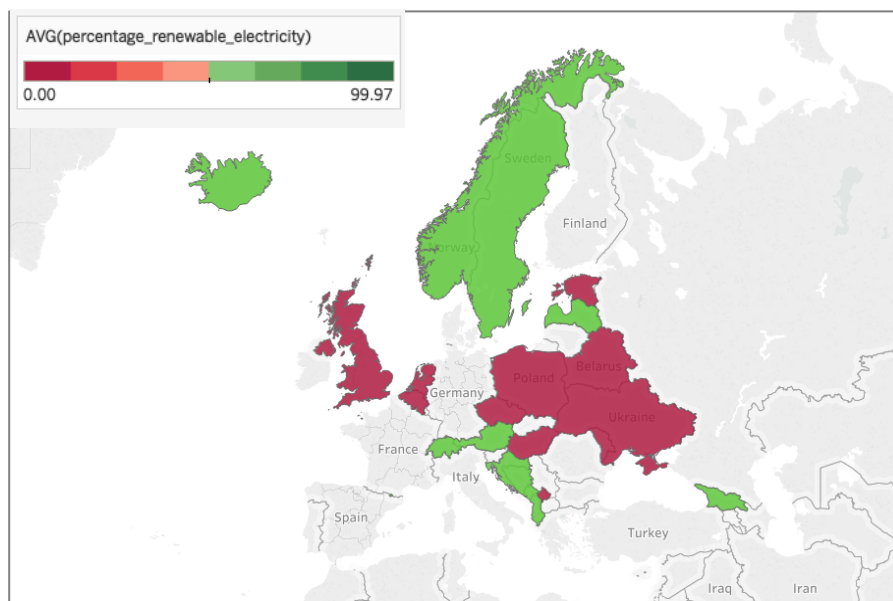 AVG(percentage_renewable_electricity)
0.00 99.97
Sweden
Finland
Norway
Poland
Belarus
Germany
Ukraine
France
Italy
Spain
Turkey
Iraq Iran